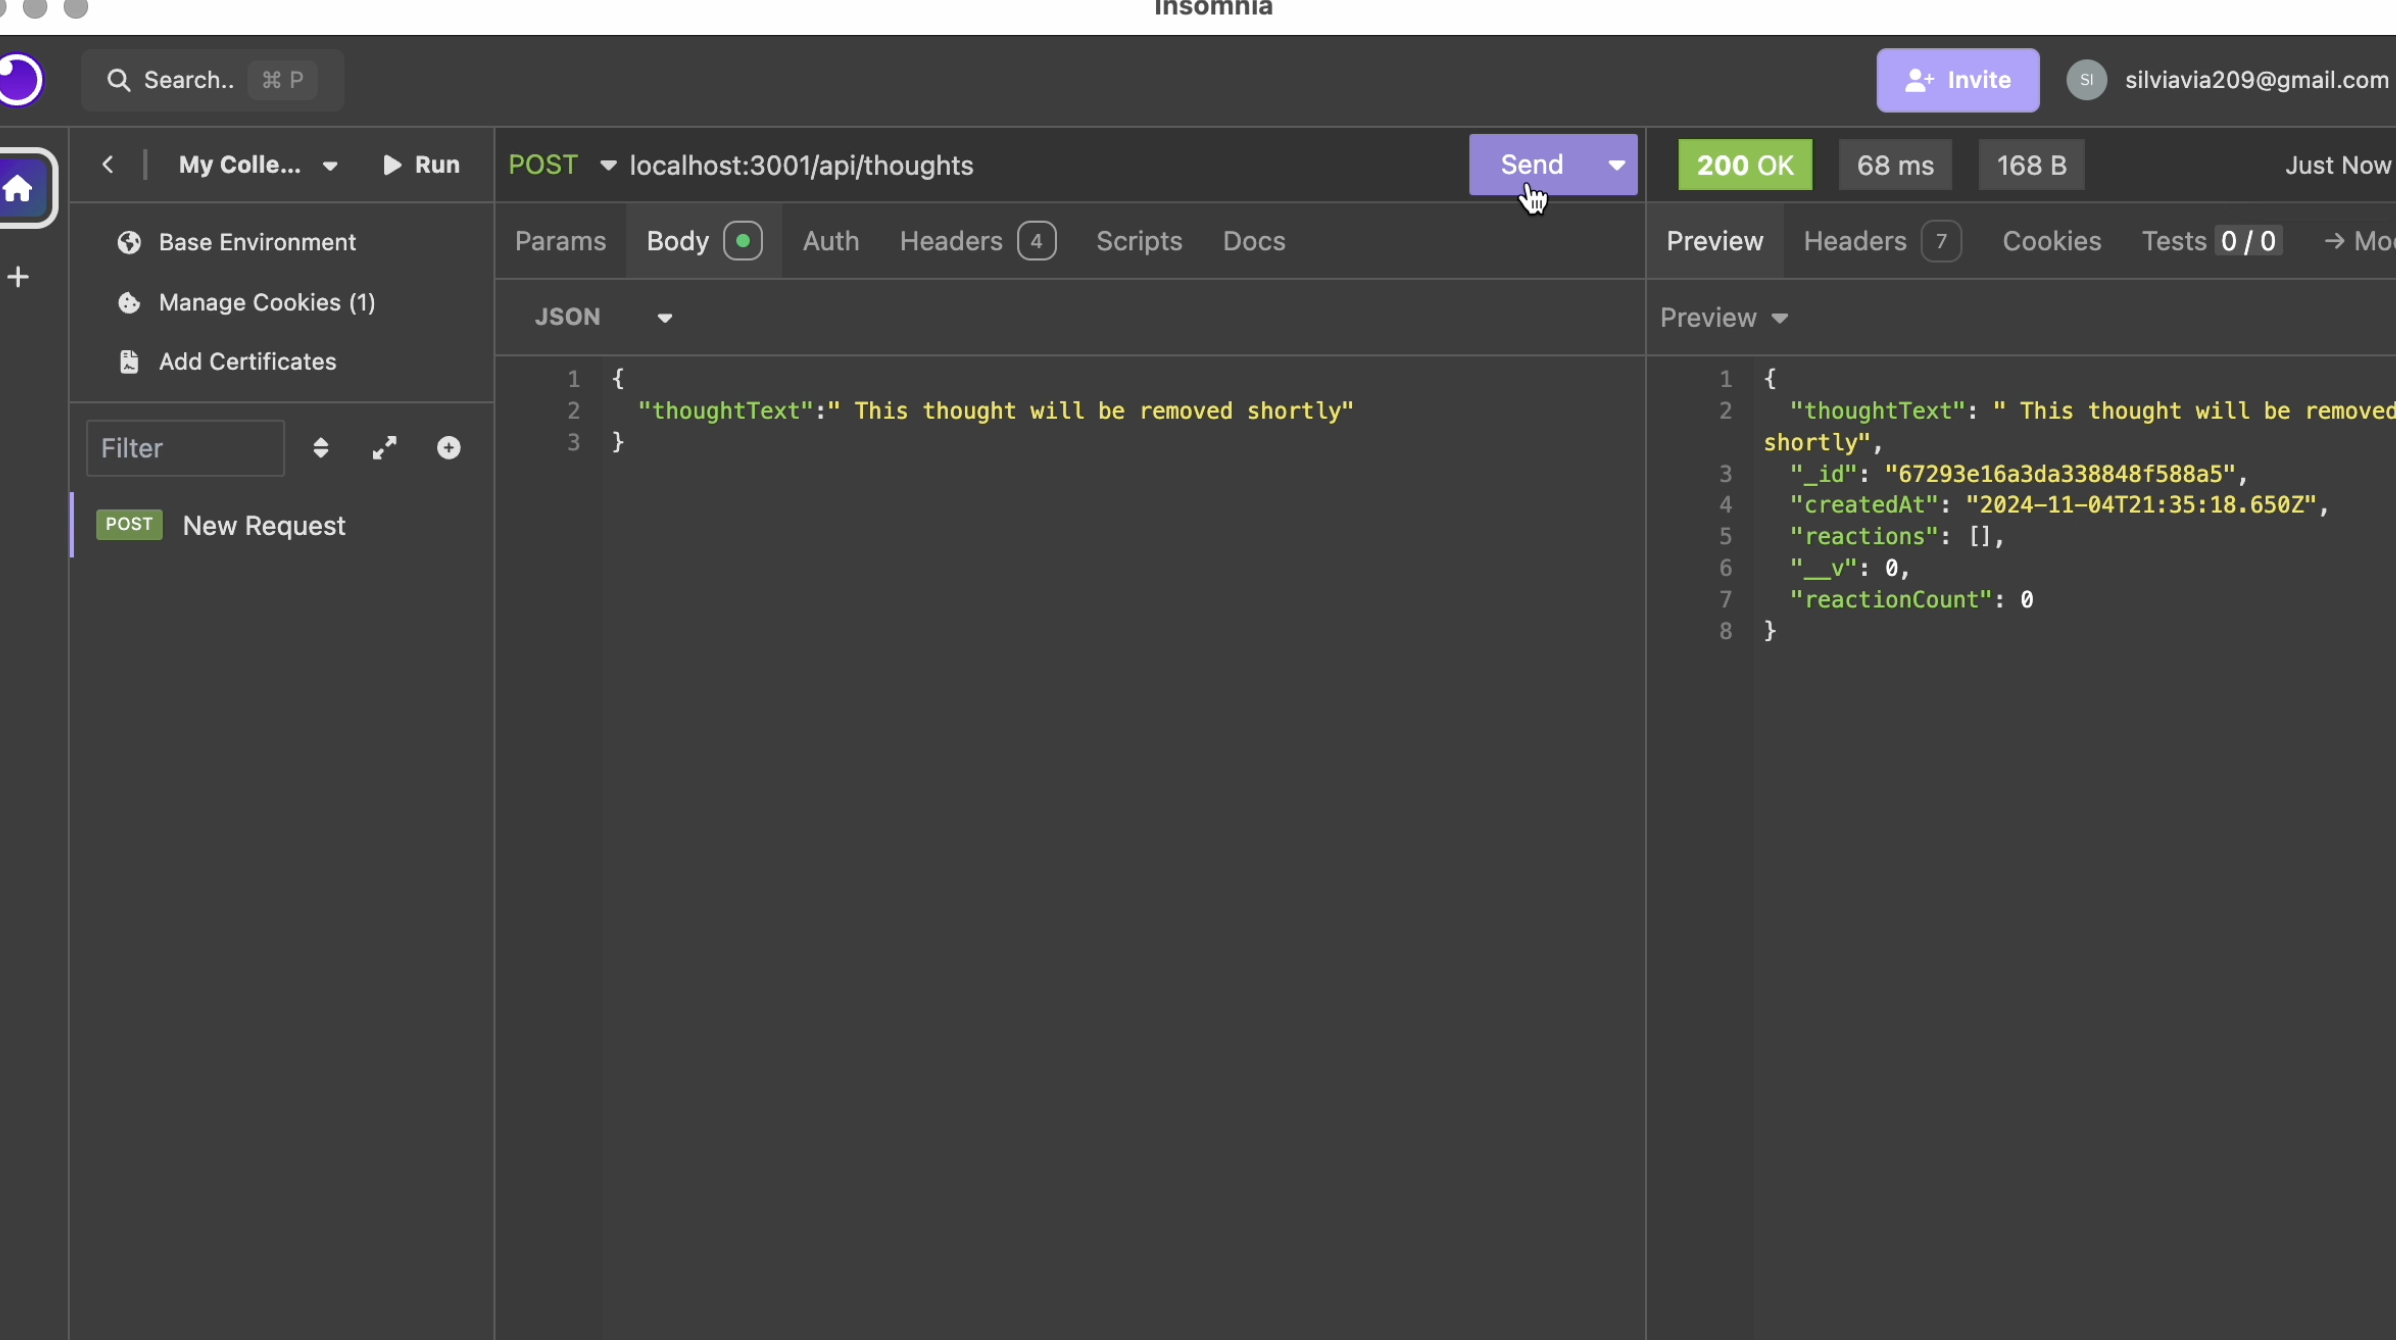 Insomnia
Search.. ⌘ P
Invite
SI
silviavia209@gmail.com
My Colle...
Run
POST
localhost:3001/api/thoughts
Send
200 OK
68 ms
168 B
Just Now
Base Environment
Manage Cookies (1)
Add Certificates
Filter
POST New Request
Params
Body
Auth
Headers 4
Scripts
Docs
JSON
1 {
2 "thoughtText":" This thought will be removed shortly"
3 }
Preview
Headers 7
Cookies
Tests 0 / 0
→
Preview
1 {
2 "thoughtText": " This thought will be removed
shortly",
3 "_id": "67293e16a3da338848f588a5",
4 "createdAt": "2024-11-04T21:35:18.650Z",
5 "reactions": [],
6 "__v": 0,
7 "reactionCount": 0
8 }